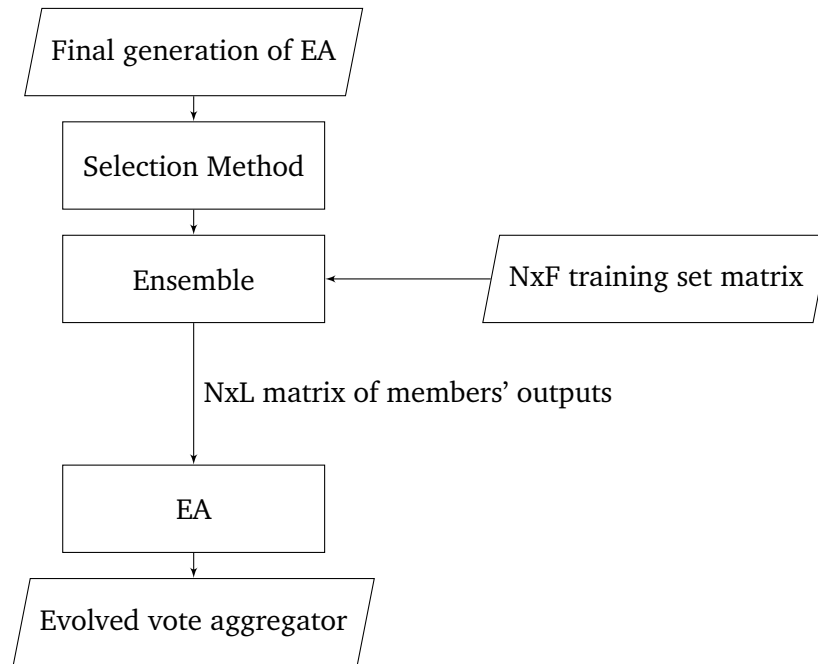 Final generation of EA
Selection Method
Ensemble
NxF training set matrix
NxL matrix of members’ outputs
EA
Evolved vote aggregator